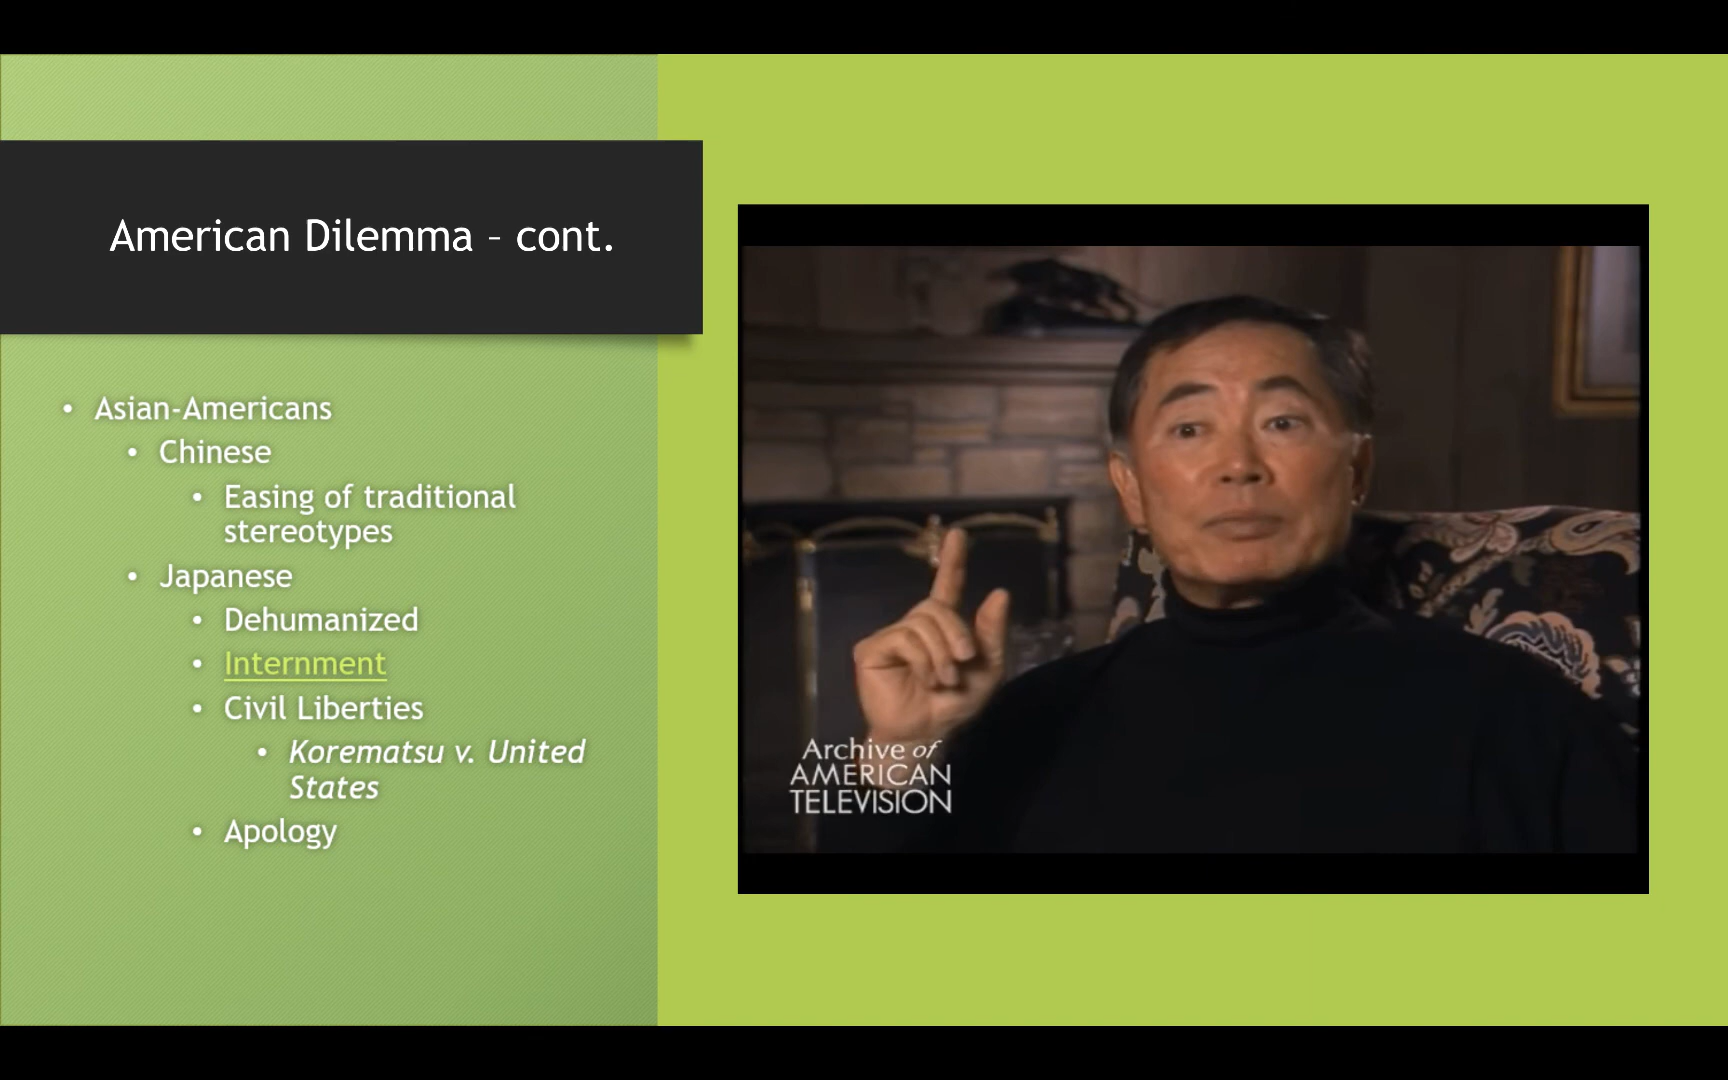 American Dilemma – cont.
• Asian-Americans
• Chinese
• Easing of traditional
stereotypes
• Japanese
• Dehumanized
• Internment
• Civil Liberties
• Korematsu v. United
States
• Apology
Archive of
AMERICAN
TELEVISION